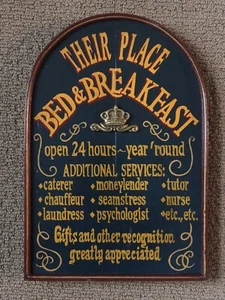 THEIR PLACE
BED & BREAKFAST
open 24 hours ~ year 'round
ADDITIONAL SERVICES:
• caterer • moneylender • tutor
• chauffeur • seamstress • nurse
• laundress • psychologist • etc., etc.
Gifts and other recognition
greatly appreciated